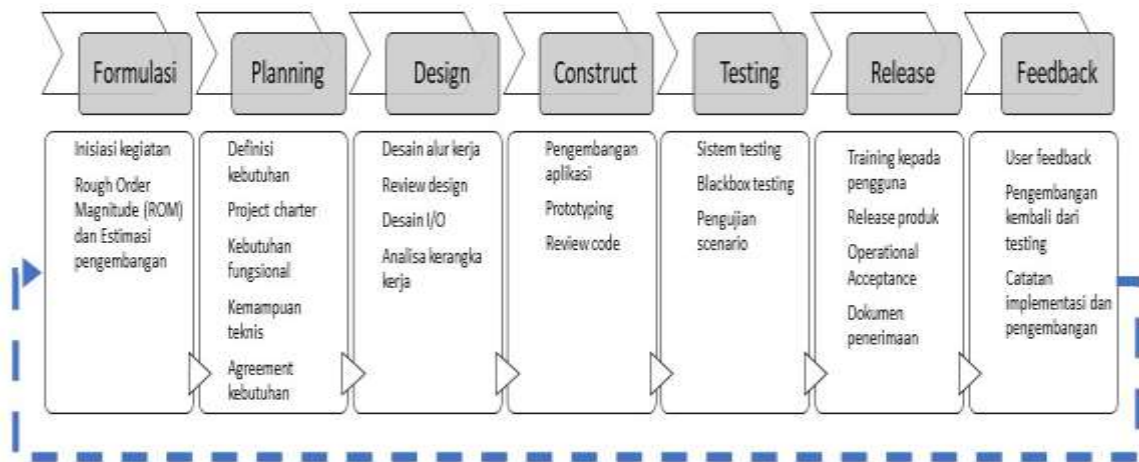 Formulasi
Planning
Design
Construct
Testing
Release
Feedback
Inisiasi kegiatan
Rough Order
Magnitude (ROM)
dan Estimasi
pengembangan
Definisi
kebutuhan
Project charter
Kebutuhan
fungsional
Kemampuan
teknis
Agreement
kebutuhan
Desain alur kerja
Review design
Desain I/O
Analisa kerangka
kerja
Pengembangan
aplikasi
Prototyping
Review code
Sistem testing
Blackbox testing
Pengujian
scenario
Training kepada
pengguna
Release produk
Operational
Acceptance
Dokumen
penerimaan
User feedback
Pengembangan
kembali dari
testing
Catatan
implementasi dan
pengembangan